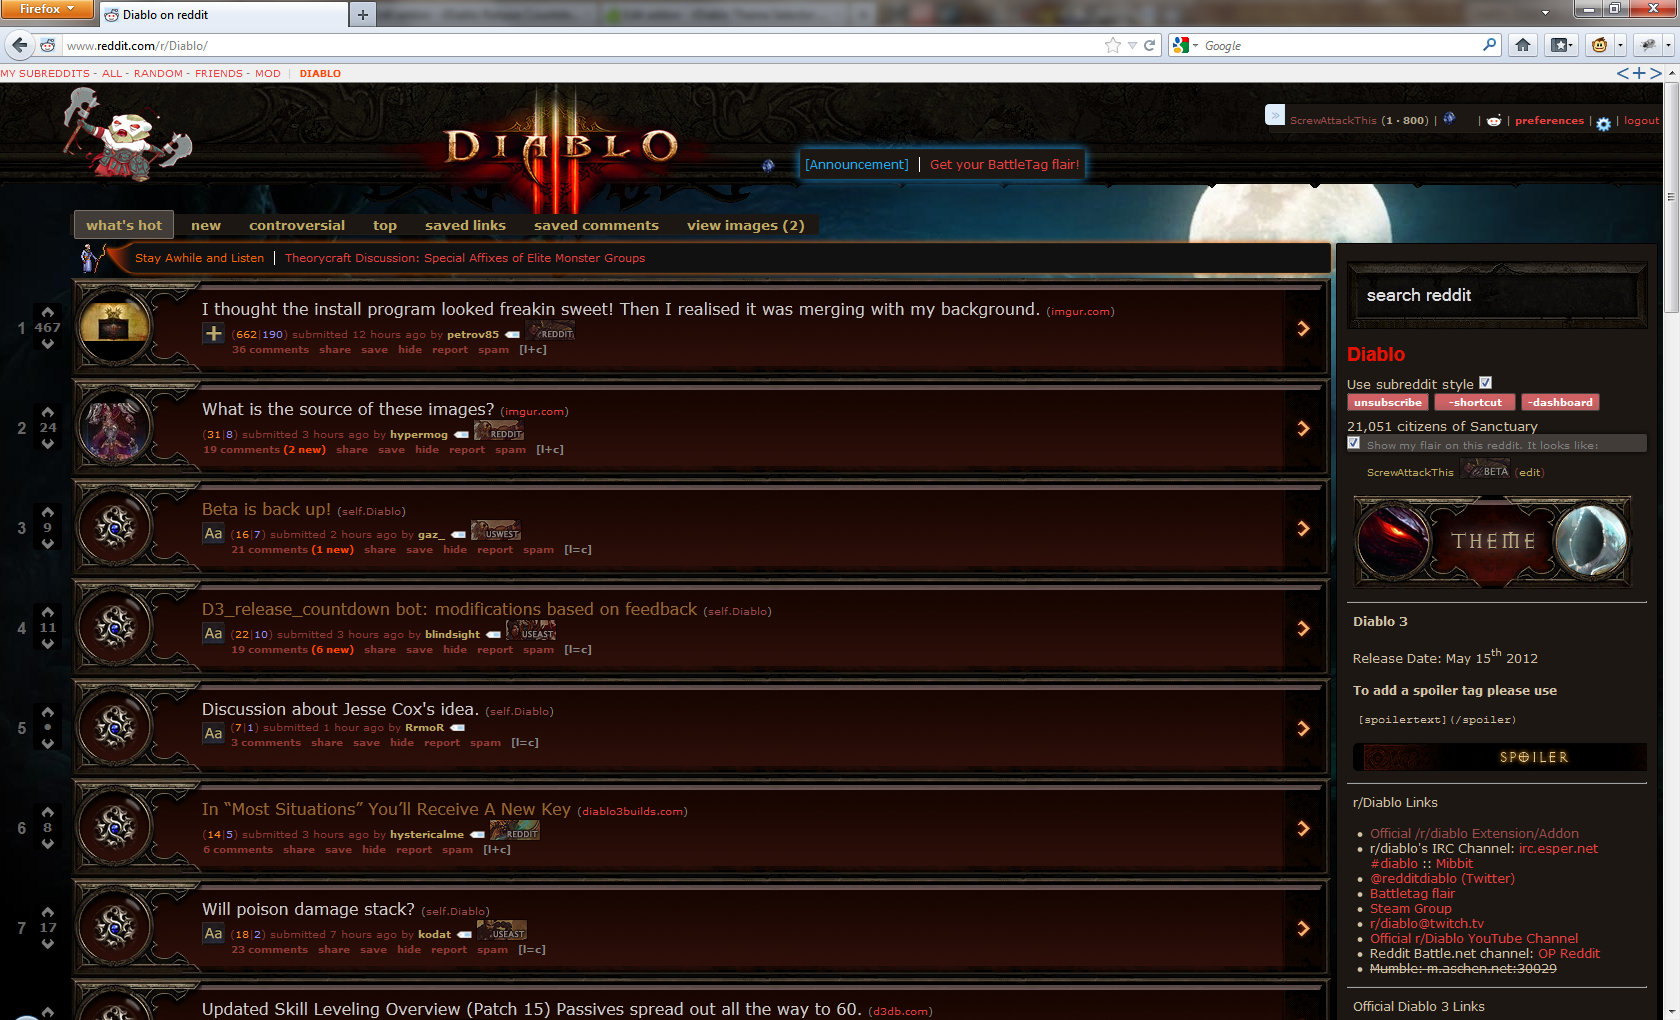 Firefox
Diablo on reddit
www.reddit.com/r/Diablo/
Google
MY SUBREDDITS - ALL - RANDOM - FRIENDS - MOD | DIABLO
<+>
DIABLO
ScrewAttackThis (1 · 800) | | | preferences | | logout
[Announcement] | Get your BattleTag flair!
what's hot new controversial top saved links saved comments view images (2)
Stay Awhile and Listen | Theorycraft Discussion: Special Affixes of Elite Monster Groups
1
467
I thought the install program looked freakin sweet! Then I realised it was merging with my background. (imgur.com)
(662|190) submitted 12 hours ago by petrov85 REDDIT
36 comments share save hide report spam [l+c]
2
24
What is the source of these images? (imgur.com)
(31|8) submitted 3 hours ago by hypermog REDDIT
19 comments (2 new) share save hide report spam [l+c]
3
9
Beta is back up! (self.Diablo)
Aa (16|7) submitted 2 hours ago by gaz_ USWEST
21 comments (1 new) share save hide report spam [l=c]
4
11
D3_release_countdown bot: modifications based on feedback (self.Diablo)
Aa (22|10) submitted 3 hours ago by blindsight USEAST
19 comments (6 new) share save hide report spam [l=c]
5
•
Discussion about Jesse Cox's idea. (self.Diablo)
Aa (7|1) submitted 1 hour ago by RrmoR
3 comments share save hide report spam [l=c]
6
8
In “Most Situations” You’ll Receive A New Key (diablo3builds.com)
(14|5) submitted 3 hours ago by hystericalme REDDIT
6 comments share save hide report spam [l+c]
7
17
Will poison damage stack? (self.Diablo)
Aa (18|2) submitted 7 hours ago by kodat USEAST
23 comments share save hide report spam [l=c]
Updated Skill Leveling Overview (Patch 15) Passives spread out all the way to 60. (d3db.com)
search reddit
Diablo
Use subreddit style
unsubscribe -shortcut -dashboard
21,051 citizens of Sanctuary
Show my flair on this reddit. It looks like:
ScrewAttackThis BETA (edit)
THEME
Diablo 3
Release Date: May 15th 2012
To add a spoiler tag please use
[spoilertext](/spoiler)
SPOILER
r/Diablo Links
• Official /r/diablo Extension/Addon
• r/diablo's IRC Channel: irc.esper.net
#diablo :: Mibbit
• @redditdiablo (Twitter)
• Battletag flair
• Steam Group
• r/diablo@twitch.tv
• Official r/Diablo YouTube Channel
• Reddit Battle.net channel: OP Reddit
• Mumble: m.aschen.net:30029
Official Diablo 3 Links